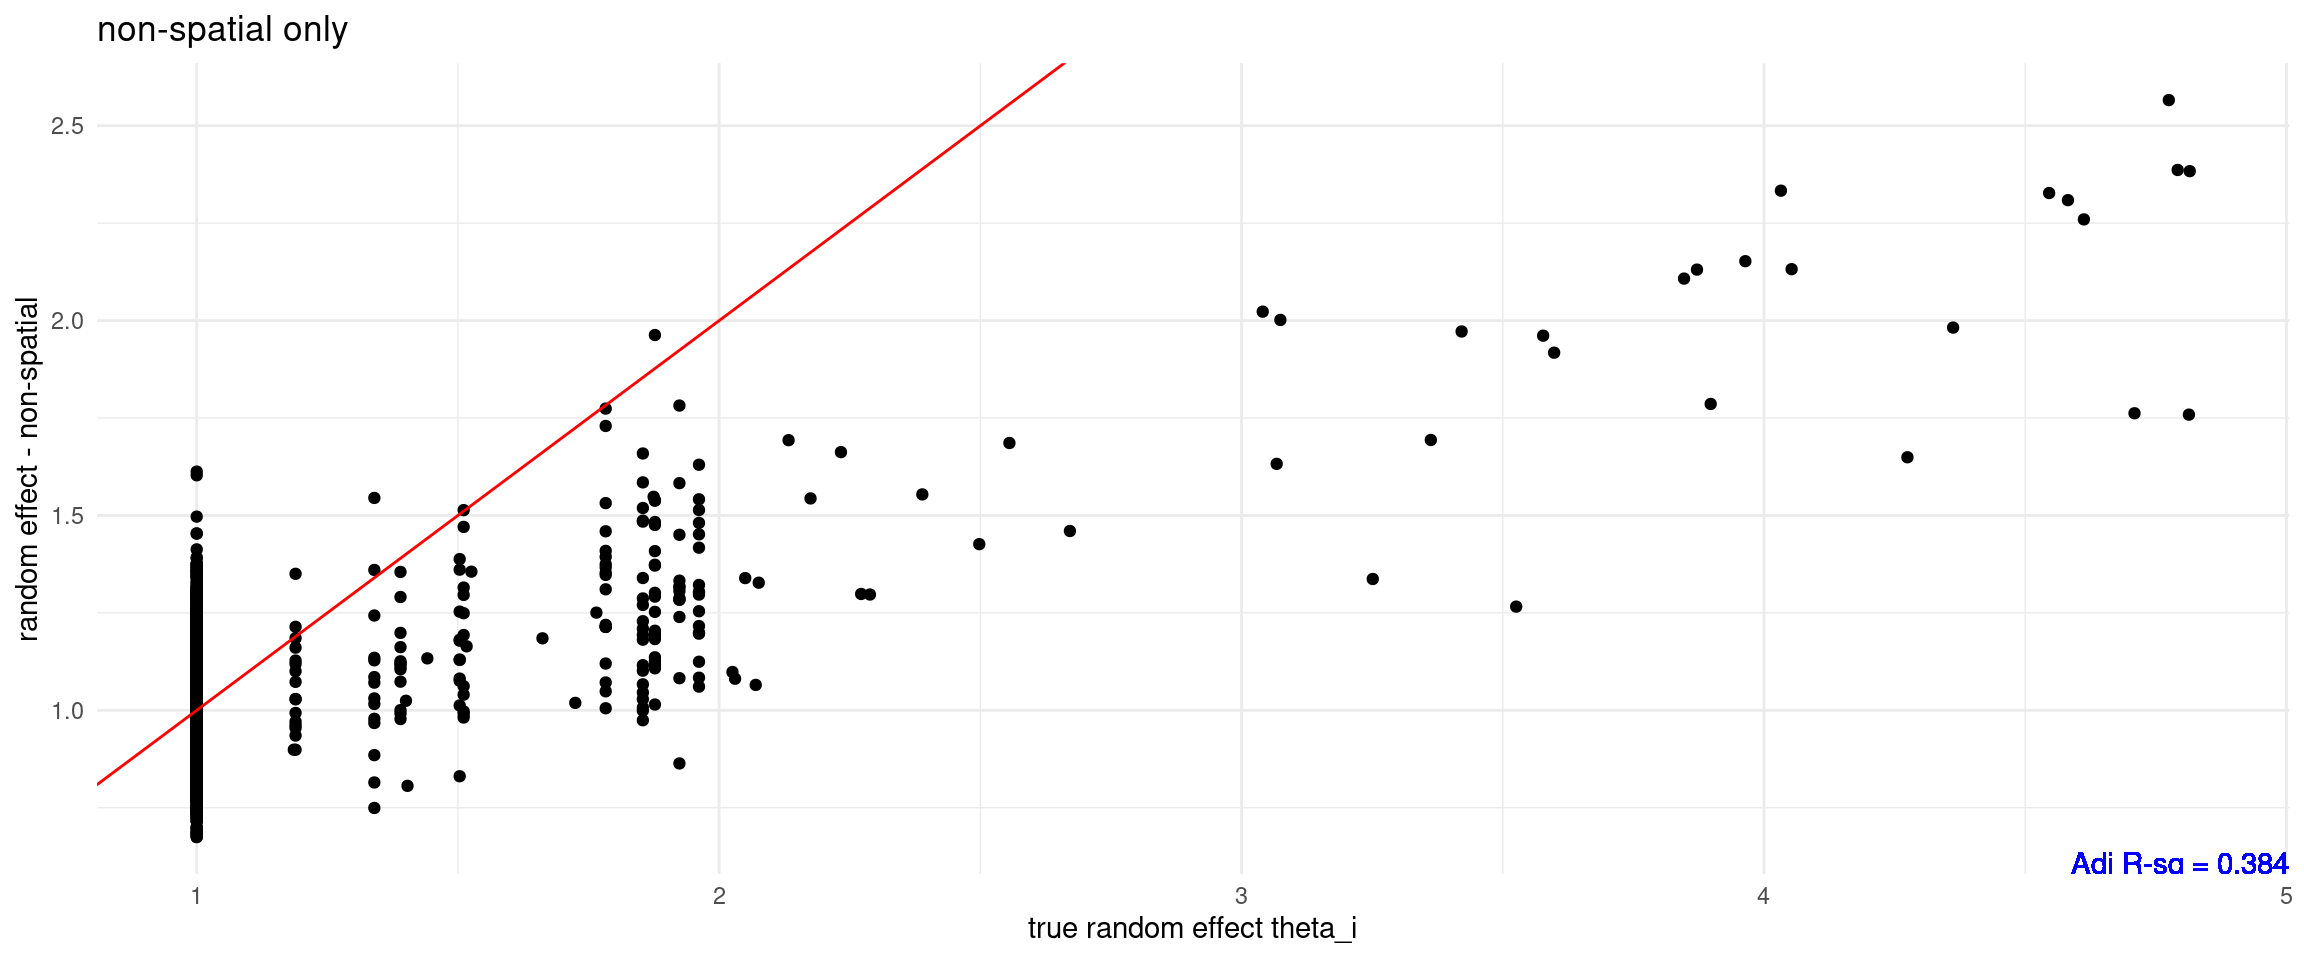 non-spatial only
random effect - non-spatial
2.5
2.0
1.5
1.0
Adj R-sq = 0.384
1 2 3 4 5
true random effect theta_i